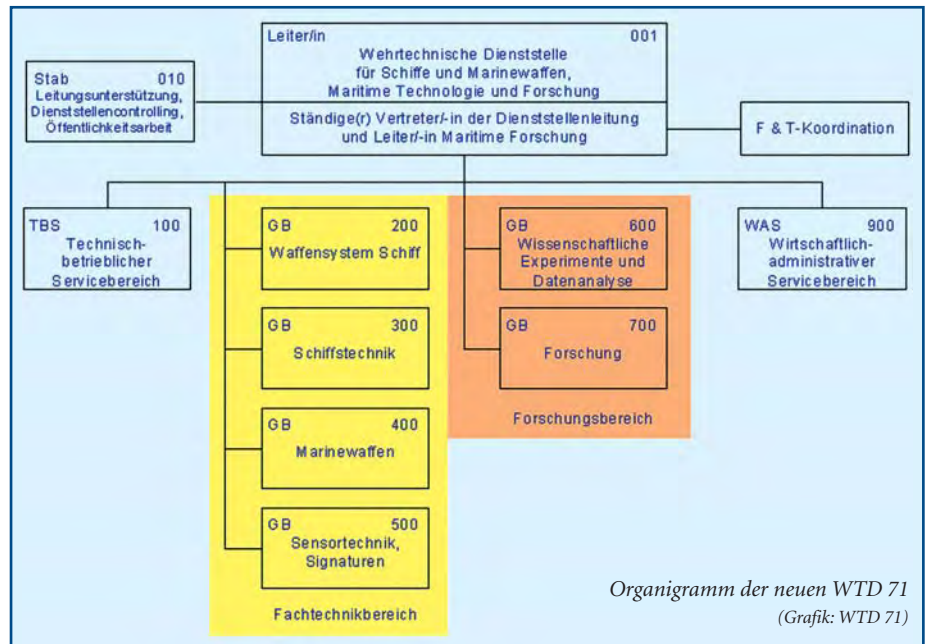 Leiter/in 001
Wehrtechnische Dienststelle
für Schiffe und Marinewaffen,
Maritime Technologie und Forschung
Ständige(r) Vertreter/-in der Dienststellenleitung
und Leiter/-in Maritime Forschung
Stab 010
Leitungsunterstützung,
Dienststellencontrolling,
Öffentlichkeitsarbeit
F & T-Koordination
TBS 100
Technisch-
betrieblicher
Servicebereich
GB 200
Waffensystem Schiff
GB 300
Schiffstechnik
GB 400
Marinewaffen
GB 500
Sensortechnik,
Signaturen
Fachtechnikbereich
GB 600
Wissenschaftliche
Experimente und
Datenanalyse
GB 700
Forschung
Forschungsbereich
WAS 900
Wirtschaftlich-
administrativer
Servicebereich
Organigramm der neuen WTD 71
(Grafik: WTD 71)